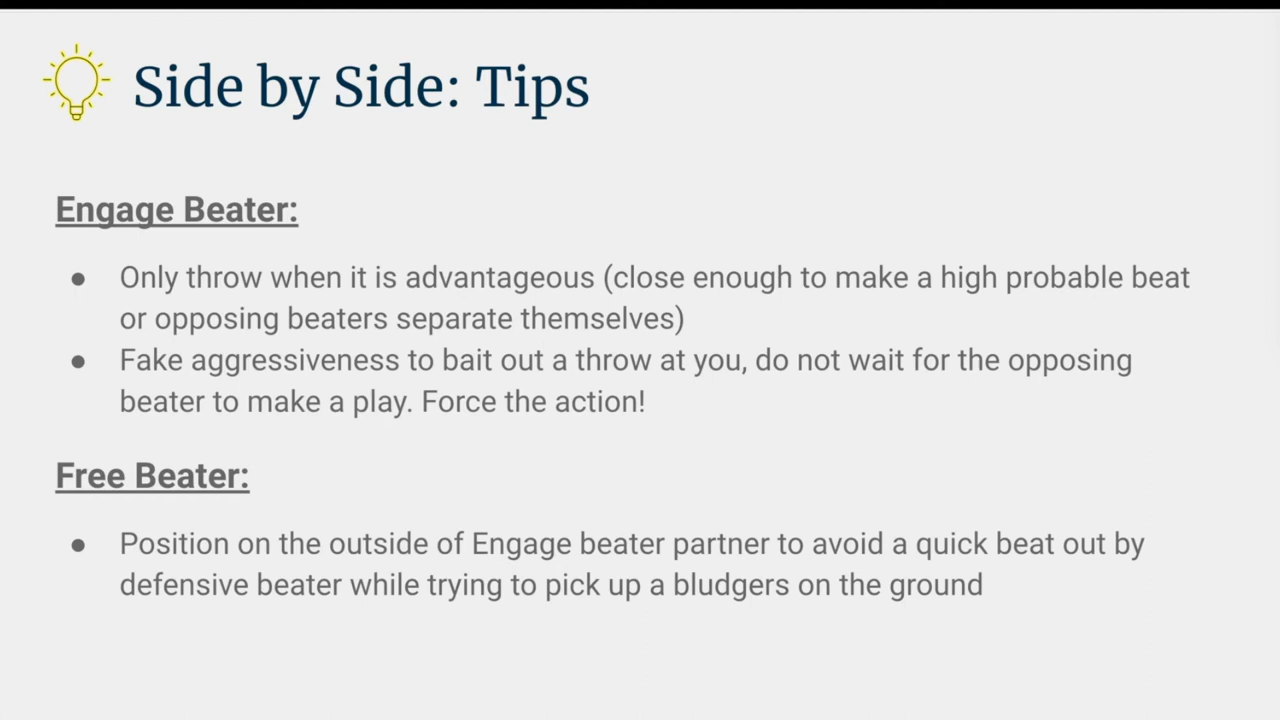 Side by Side: Tips
Engage Beater:
● Only throw when it is advantageous (close enough to make a high probable beat
or opposing beaters separate themselves)
● Fake aggressiveness to bait out a throw at you, do not wait for the opposing
beater to make a play. Force the action!
Free Beater:
● Position on the outside of Engage beater partner to avoid a quick beat out by
defensive beater while trying to pick up a bludgers on the ground